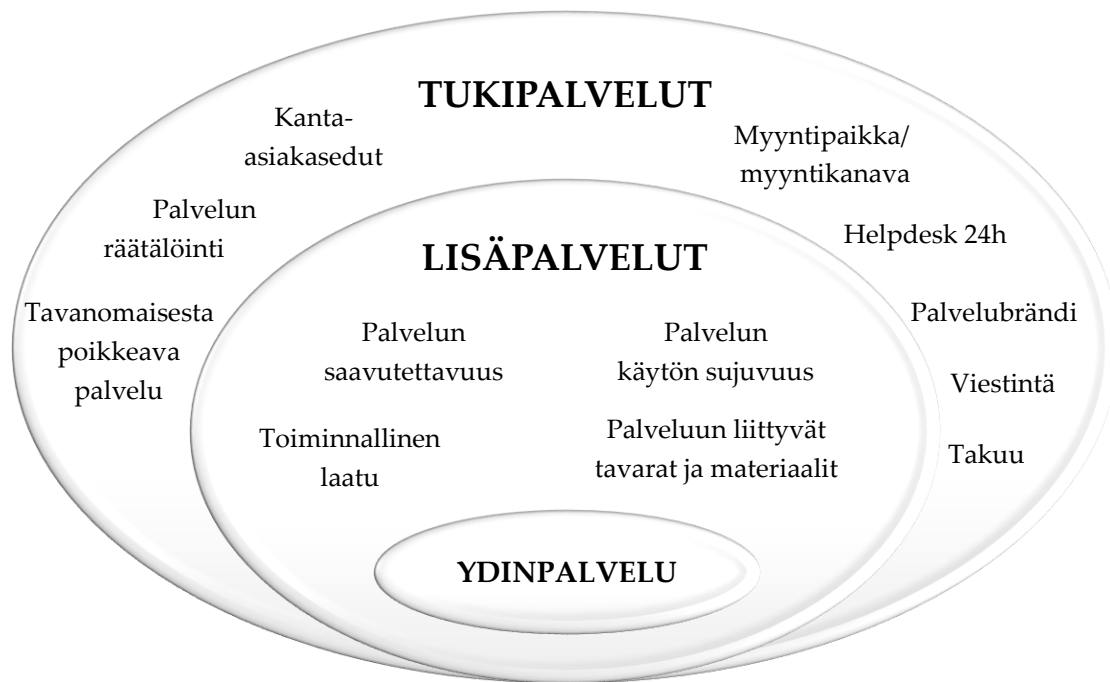 TUKIPALVELUT
Kanta-
asiakasedut
Myyntipaikka/
myyntikanava
Palvelun
räätälöinti
Helpdesk 24h
LISÄPALVELUT
Tavanomaisesta
poikkeava
palvelu
Palvelun
saavutettavuus
Palvelun
käytön sujuvuus
Palvelubrändi
Viestintä
Toiminnallinen
laatu
Palveluun liittyvät
tavarat ja materiaalit
Takuu
YDINPALVELU